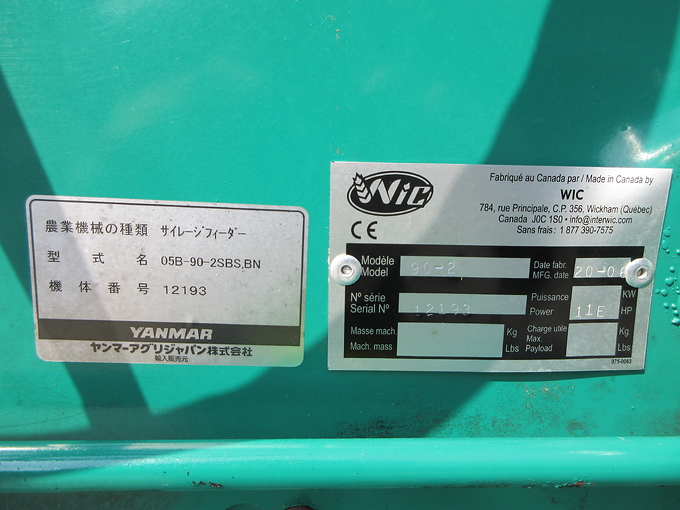 農業機械の種類 サイレージフィーダー
型式名 05B-90-2SBS,BN
機体番号 12193
YANMAR
ヤンマーアグリジャパン株式会社
輸入販売元
WIC
CE
Fabriqué au Canada par / Made in Canada by
WIC
784, rue Principale, C.P. 356, Wickham (Québec)
Canada J0C 1S0 • info@interwic.com
Sans frais : 1 877 390-7575
Modèle
Model 90-2
Date fabr.
MFG. date 20-06
Nº série
Serial Nº 12193
Puissance KW
Power 11E HP
Masse mach. Kg
Mach. mass Lbs
Charge utile Kg
Max.
Payload Lbs
075-0063